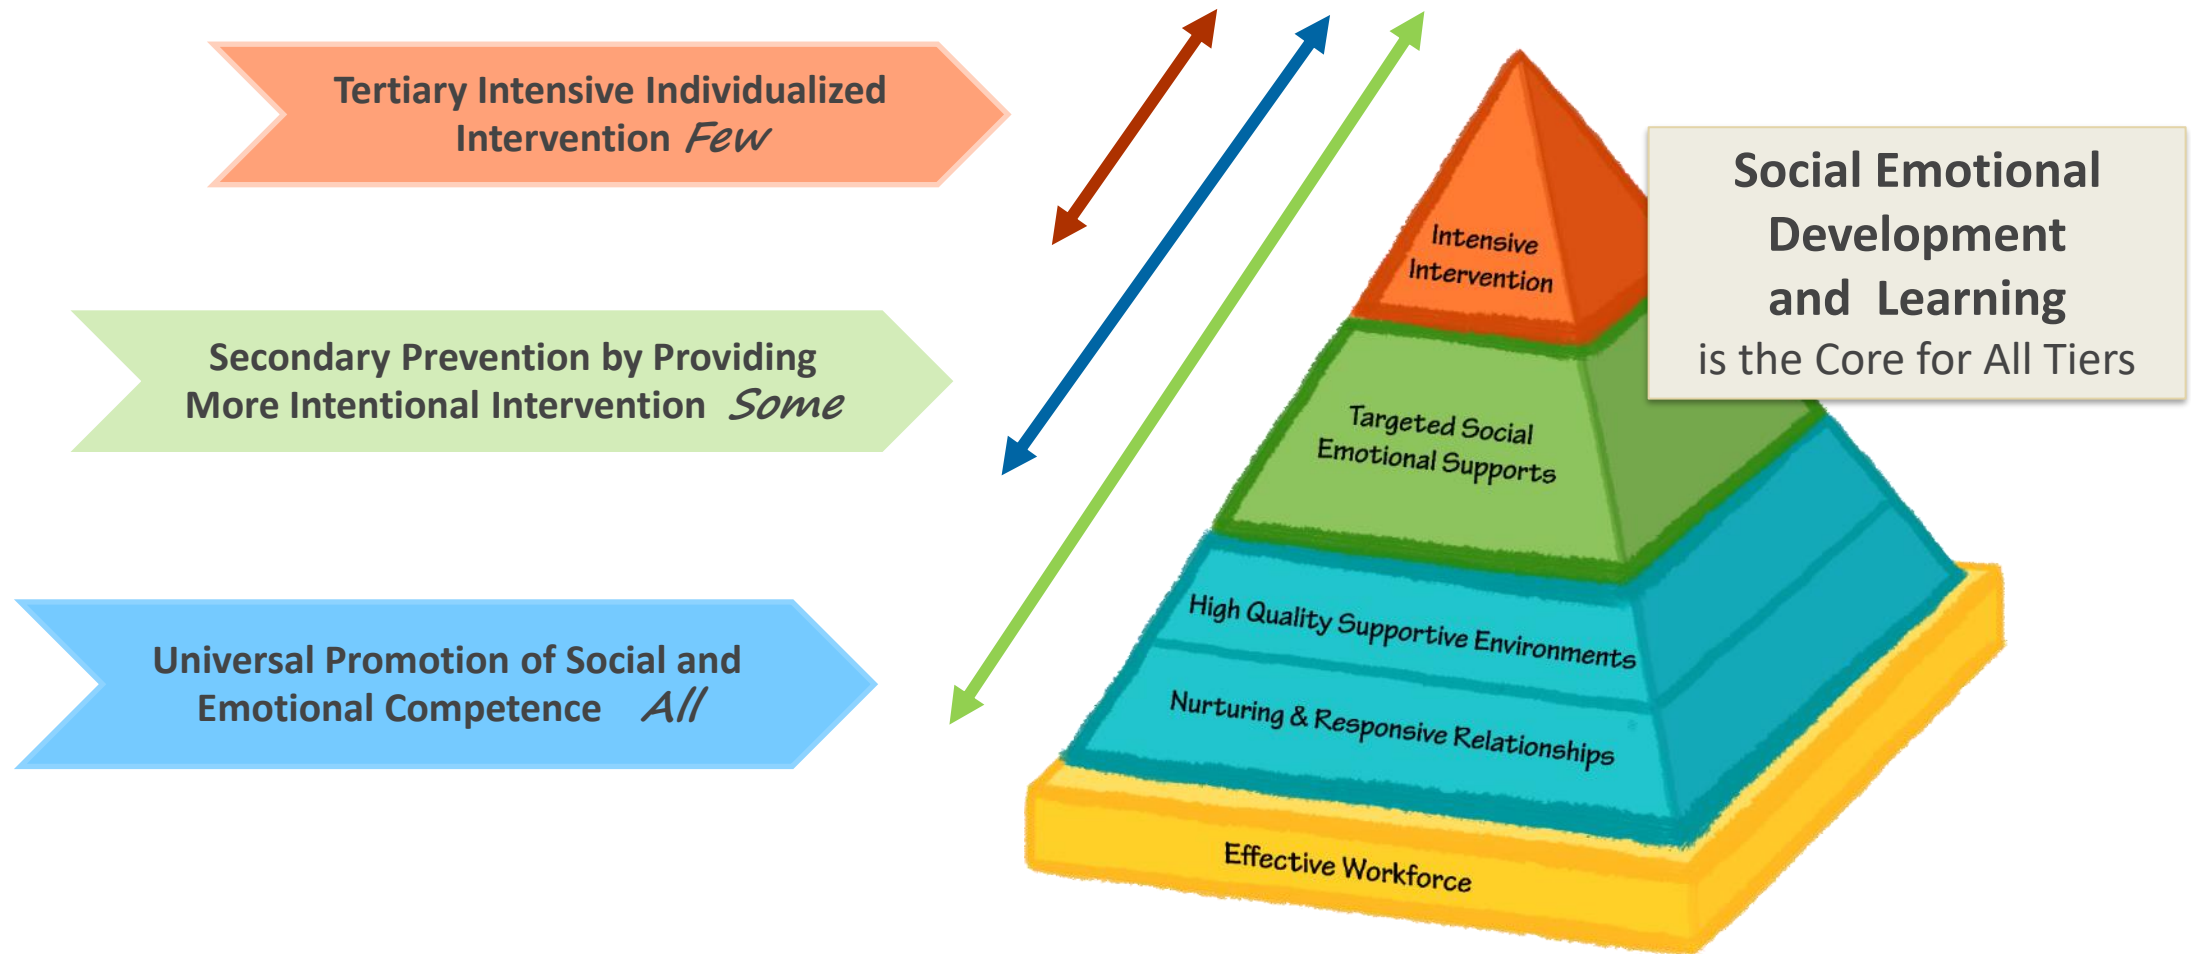 Tertiary Intensive Individualized
Intervention Few
Secondary Prevention by Providing
More Intentional Intervention Some
Universal Promotion of Social and
Emotional Competence All
Intensive
Intervention
Targeted Social
Emotional Supports
High Quality Supportive Environments
Nurturing & Responsive Relationships
Effective Workforce
Social Emotional
Development
and Learning
is the Core for All Tiers